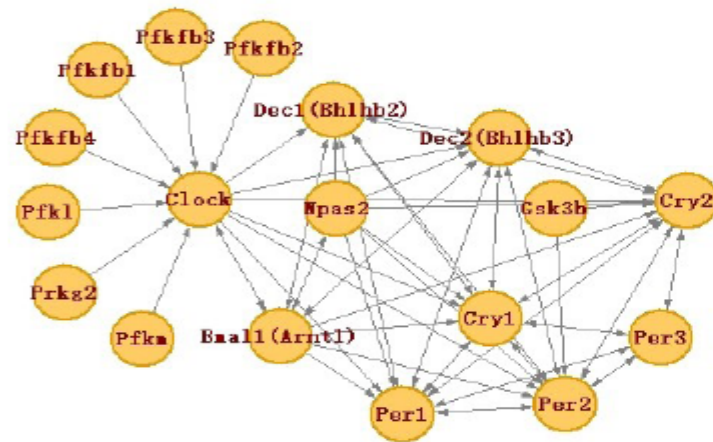 Pfkfb3
Pfkfb2
Pfkfb1
Dec1(Bhlhb2)
Dec2(Bhlhb3)
Pfkfb4
Clock
Npas2
Gsk3b
Cry2
Pfkl
Prkg2
Pfkm
Bmal1(Arntl)
Cry1
Per3
Per1
Per2